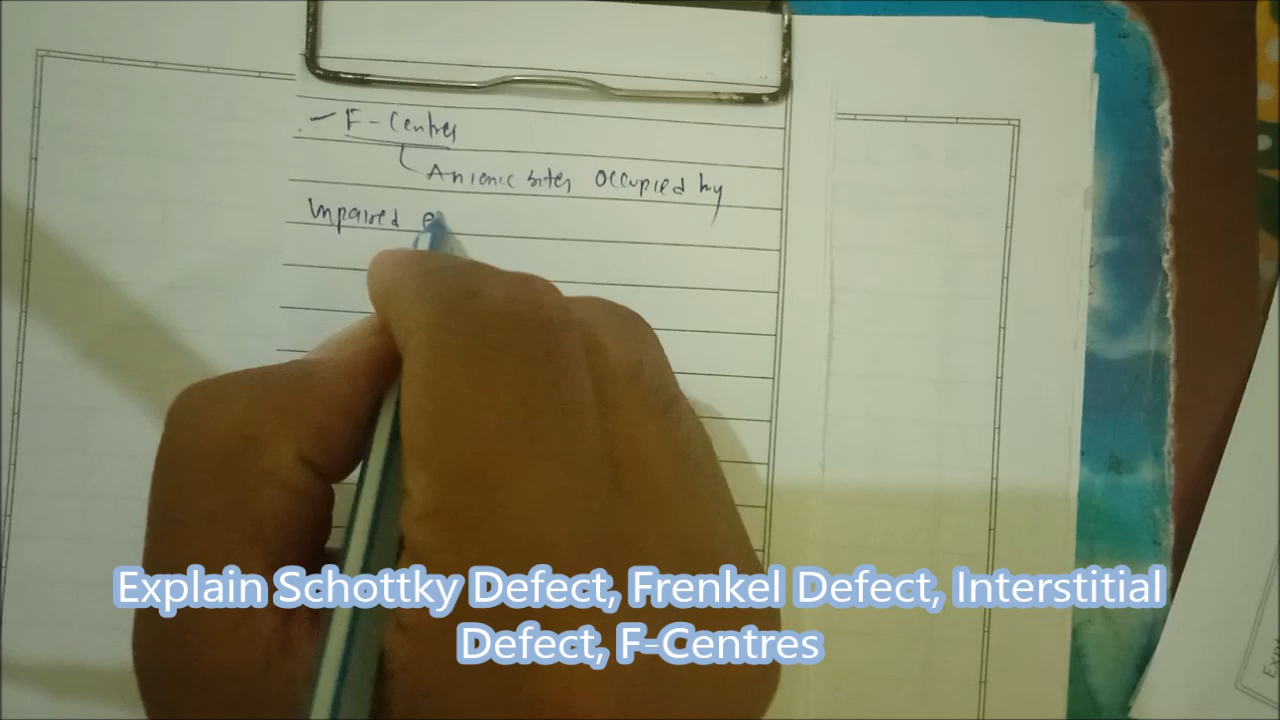 - F-Centres
Anionic sites Occupied by
Unpaired e
Explain Schottky Defect, Frenkel Defect, Interstitial
Defect, F-Centres